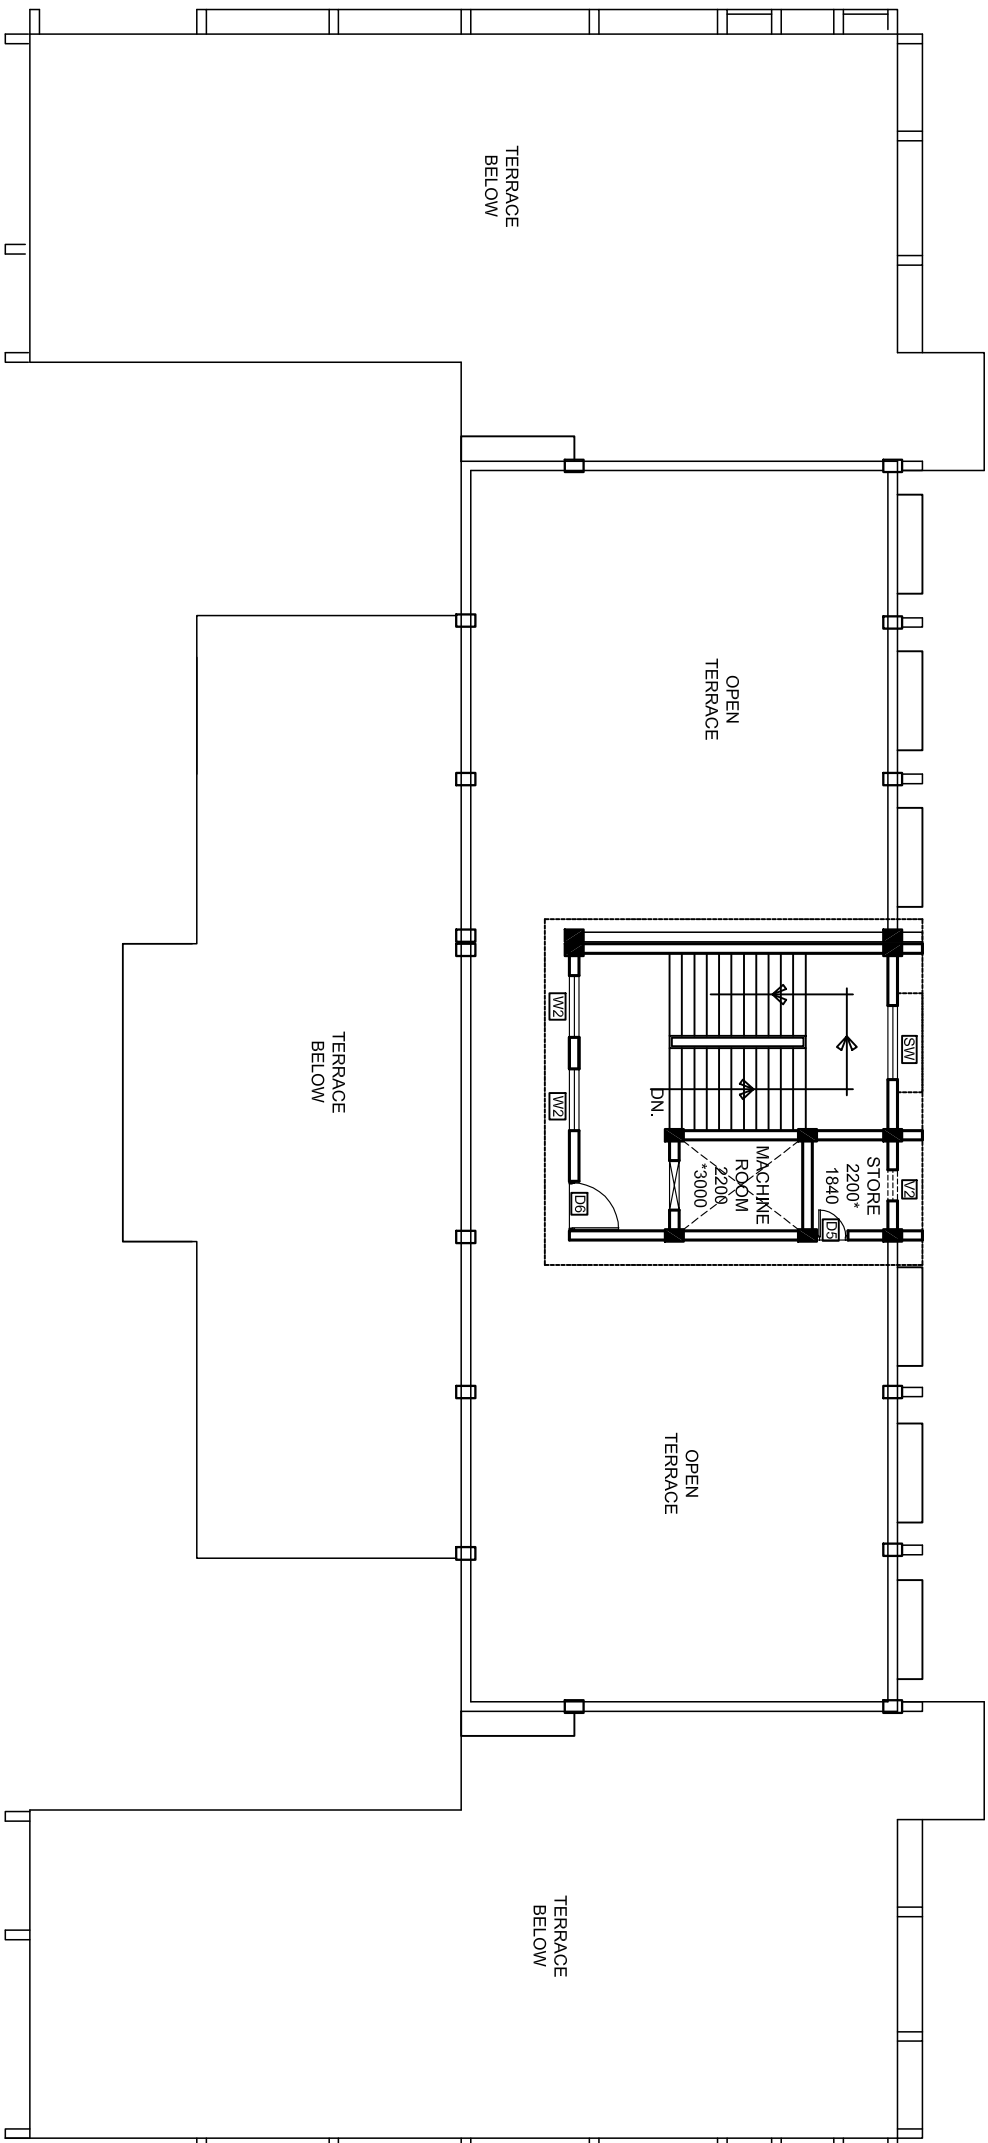 TERRACE
BELOW
OPEN
TERRACE
TERRACE
BELOW
W2
W2
SW
DN.
MACHINE
ROOM
2200
*3000
STORE
2200*
1840
V2
D5
D6
OPEN
TERRACE
TERRACE
BELOW